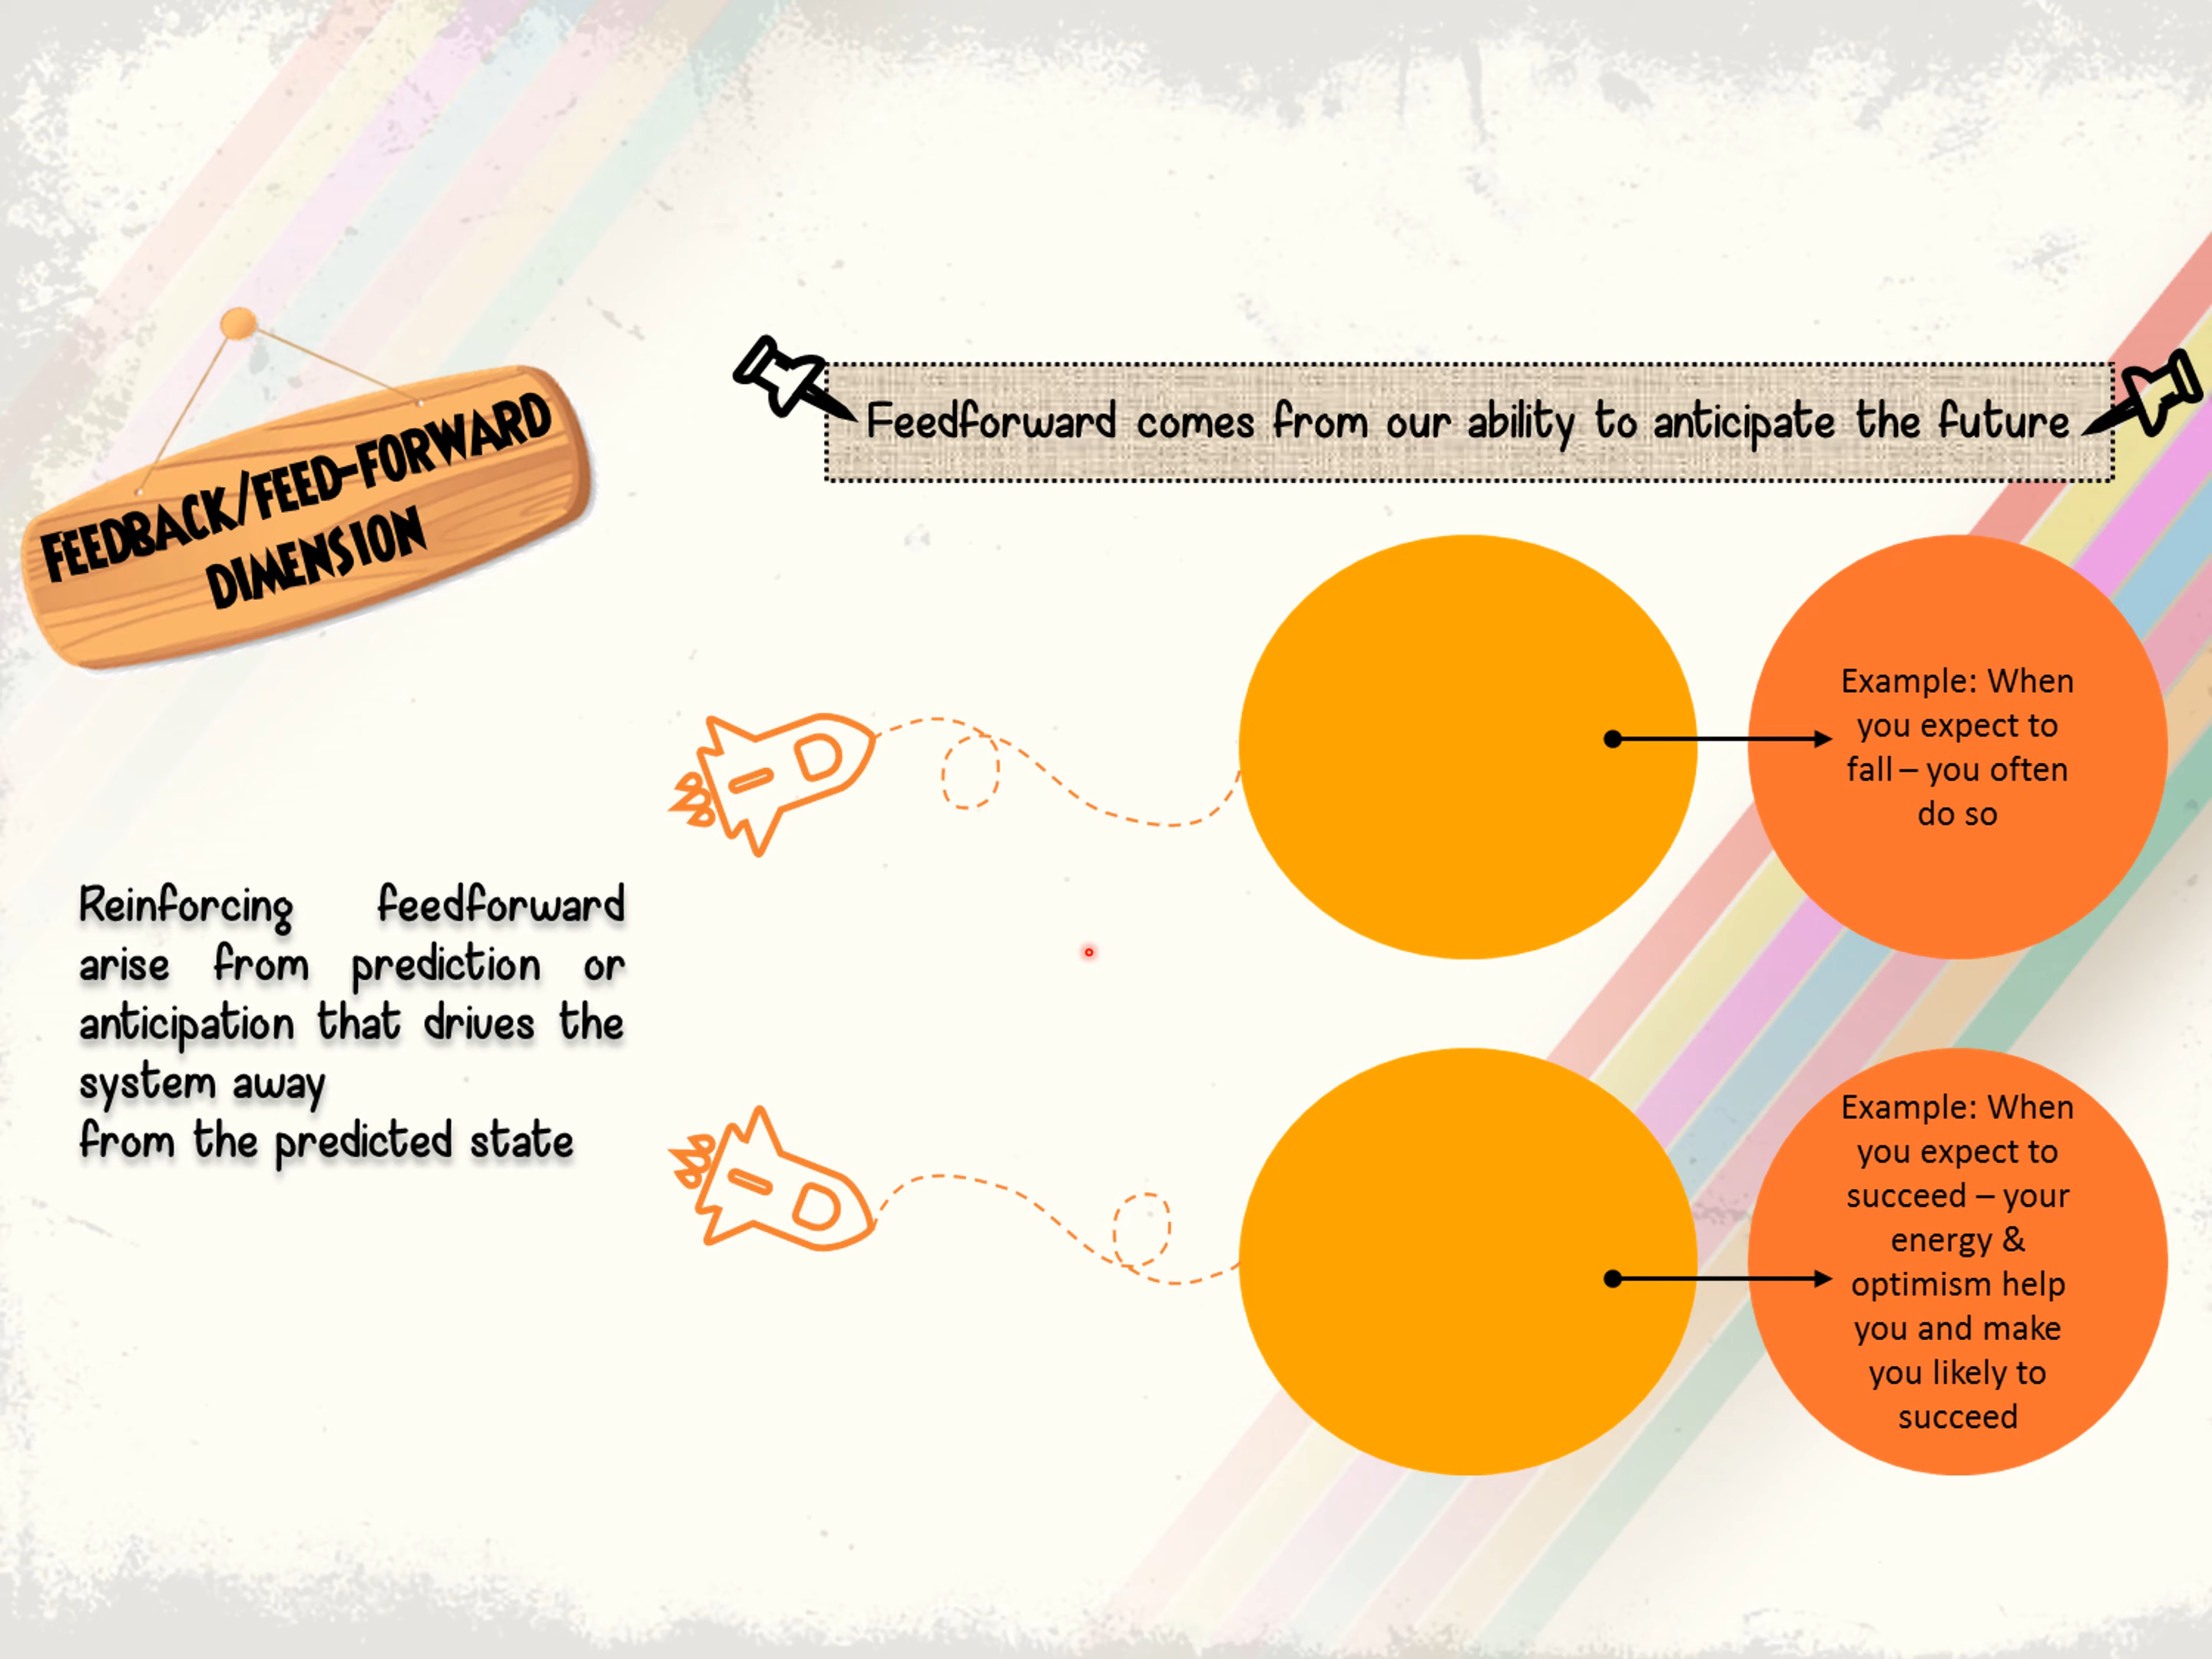 FEEDBACK/FEED-FORWARD
DIMENSION
Feedforward comes from our ability to anticipate the future
Reinforcing feedforward
arise from prediction or
anticipation that drives the
system away
from the predicted state
Example: When
you expect to
fall – you often
do so
Example: When
you expect to
succeed – your
energy &
optimism help
you and make
you likely to
succeed